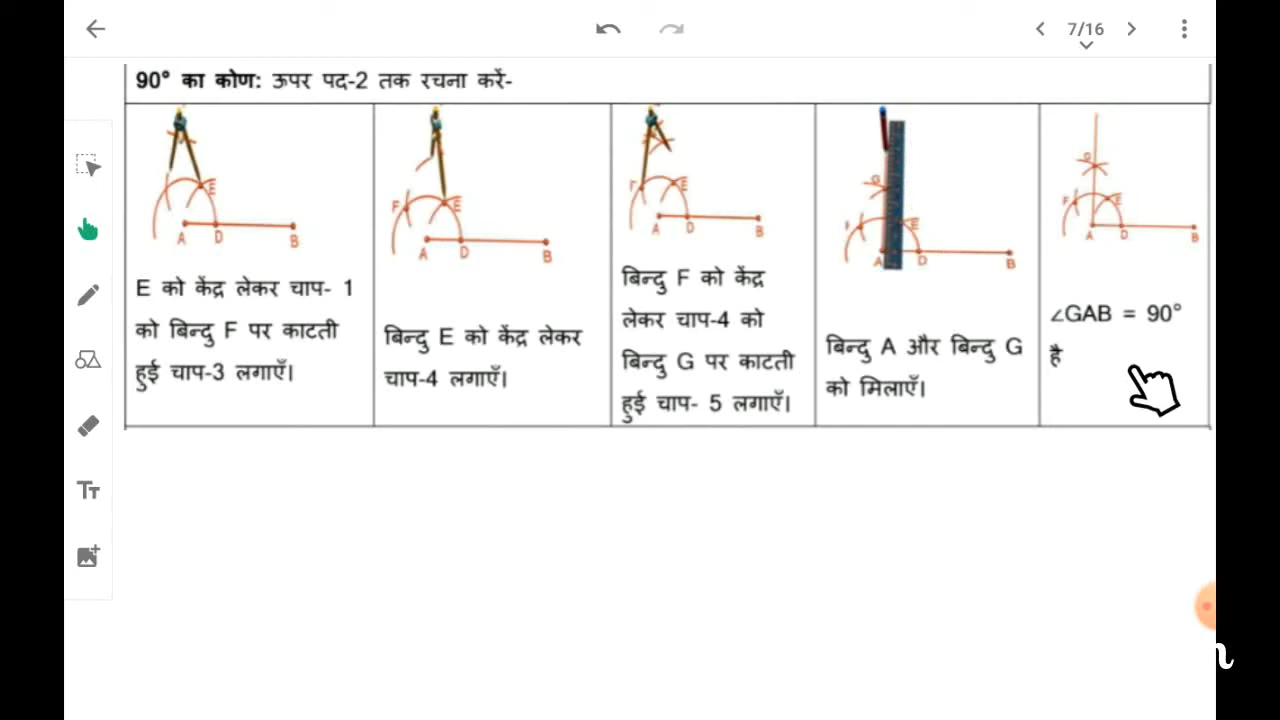 7/16
90° का कोण: ऊपर पद-2 तक रचना करें-
E
A D B
E को केंद्र लेकर चाप- 1
को बिन्दु F पर काटती
हुई चाप-3 लगाएँ।
F E
A D B
बिन्दु E को केंद्र लेकर
चाप-4 लगाएँ।
E
A D B
बिन्दु F को केंद्र
लेकर चाप-4 को
बिन्दु G पर काटती
हुई चाप- 5 लगाएँ।
G
E
A D B
बिन्दु A और बिन्दु G
को मिलाएँ।
G
F E
A D B
∠GAB = 90°
है
Tт